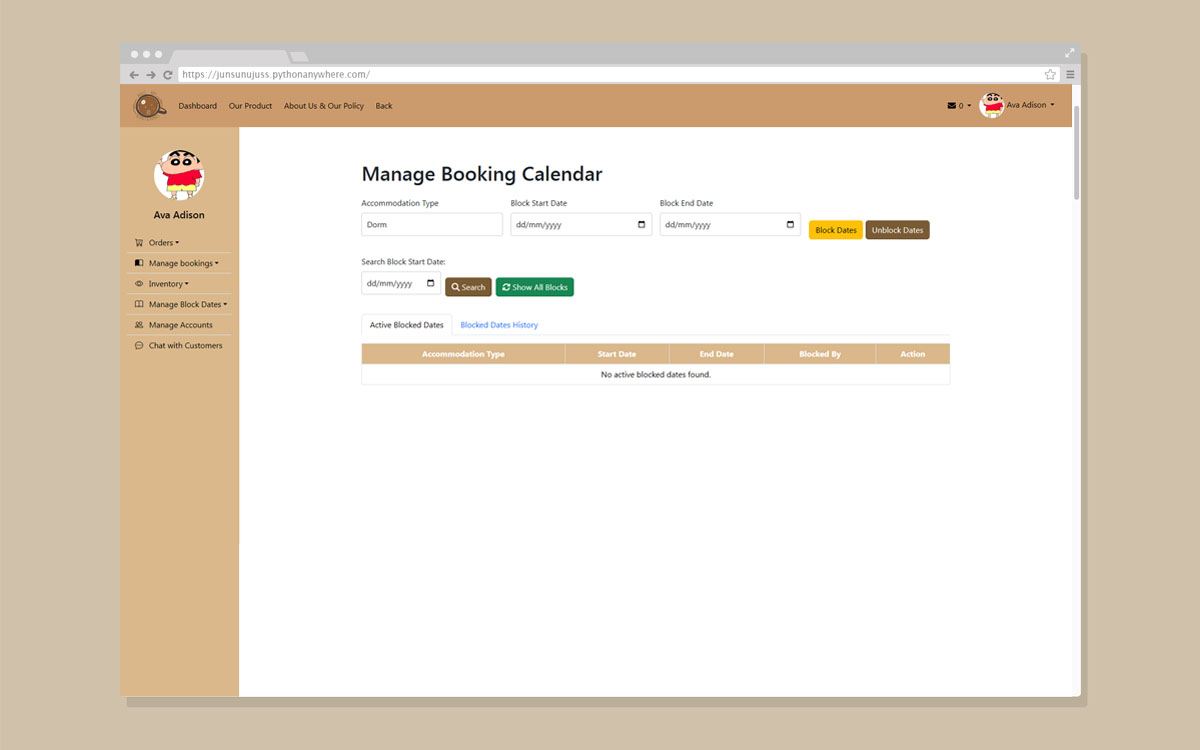 https://junsunujuss.pythonanywhere.com/
Dashboard Our Product About Us & Our Policy Back 0 Ava Adison
Ava Adison
Orders
Manage bookings
Inventory
Manage Block Dates
Manage Accounts
Chat with Customers
Manage Booking Calendar
Accommodation Type Block Start Date Block End Date
Dorm dd/mm/yyyy dd/mm/yyyy Block Dates Unblock Dates
Search Block Start Date:
dd/mm/yyyy Search Show All Blocks
Active Blocked Dates Blocked Dates History
Accommodation Type Start Date End Date Blocked By Action
No active blocked dates found.